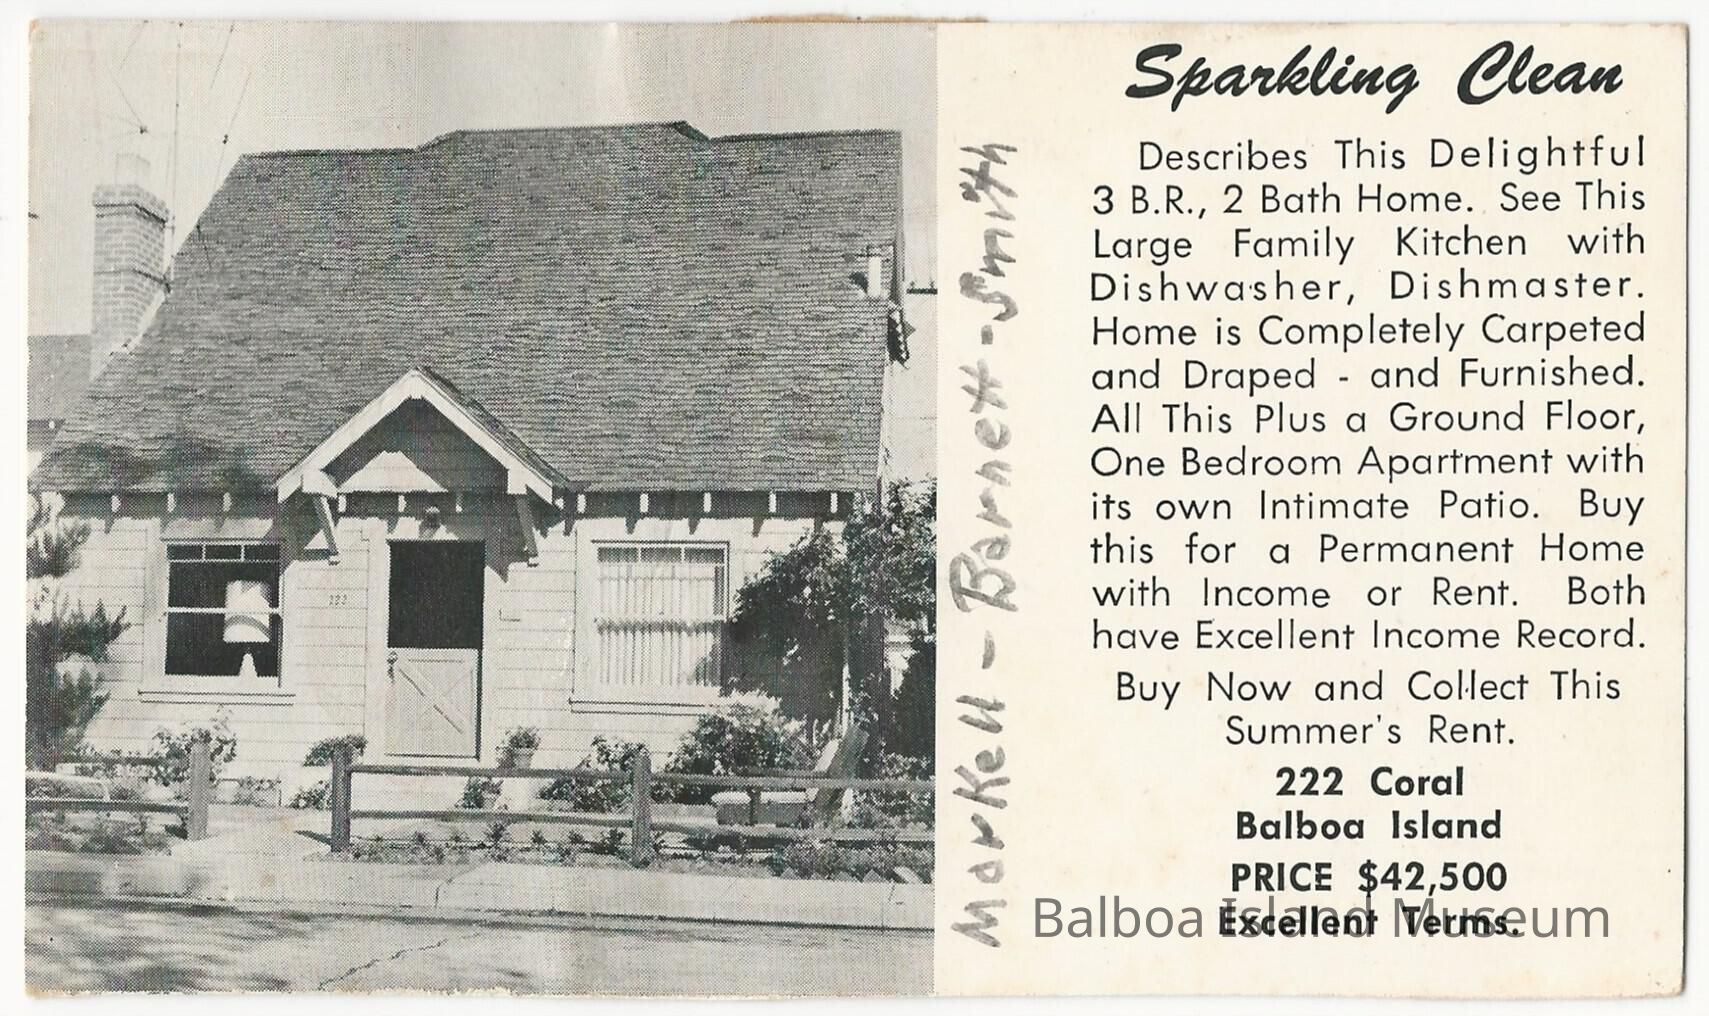 222
Markell - Barnett - Smith
Sparkling Clean
Describes This Delightful
3 B.R., 2 Bath Home. See This
Large Family Kitchen with
Dishwasher, Dishmaster.
Home is Completely Carpeted
and Draped - and Furnished.
All This Plus a Ground Floor,
One Bedroom Apartment with
its own Intimate Patio. Buy
this for a Permanent Home
with Income or Rent. Both
have Excellent Income Record.
Buy Now and Collect This
Summer's Rent.
222 Coral
Balboa Island
PRICE $42,500
Excellent Terms.
Balboa Island Museum